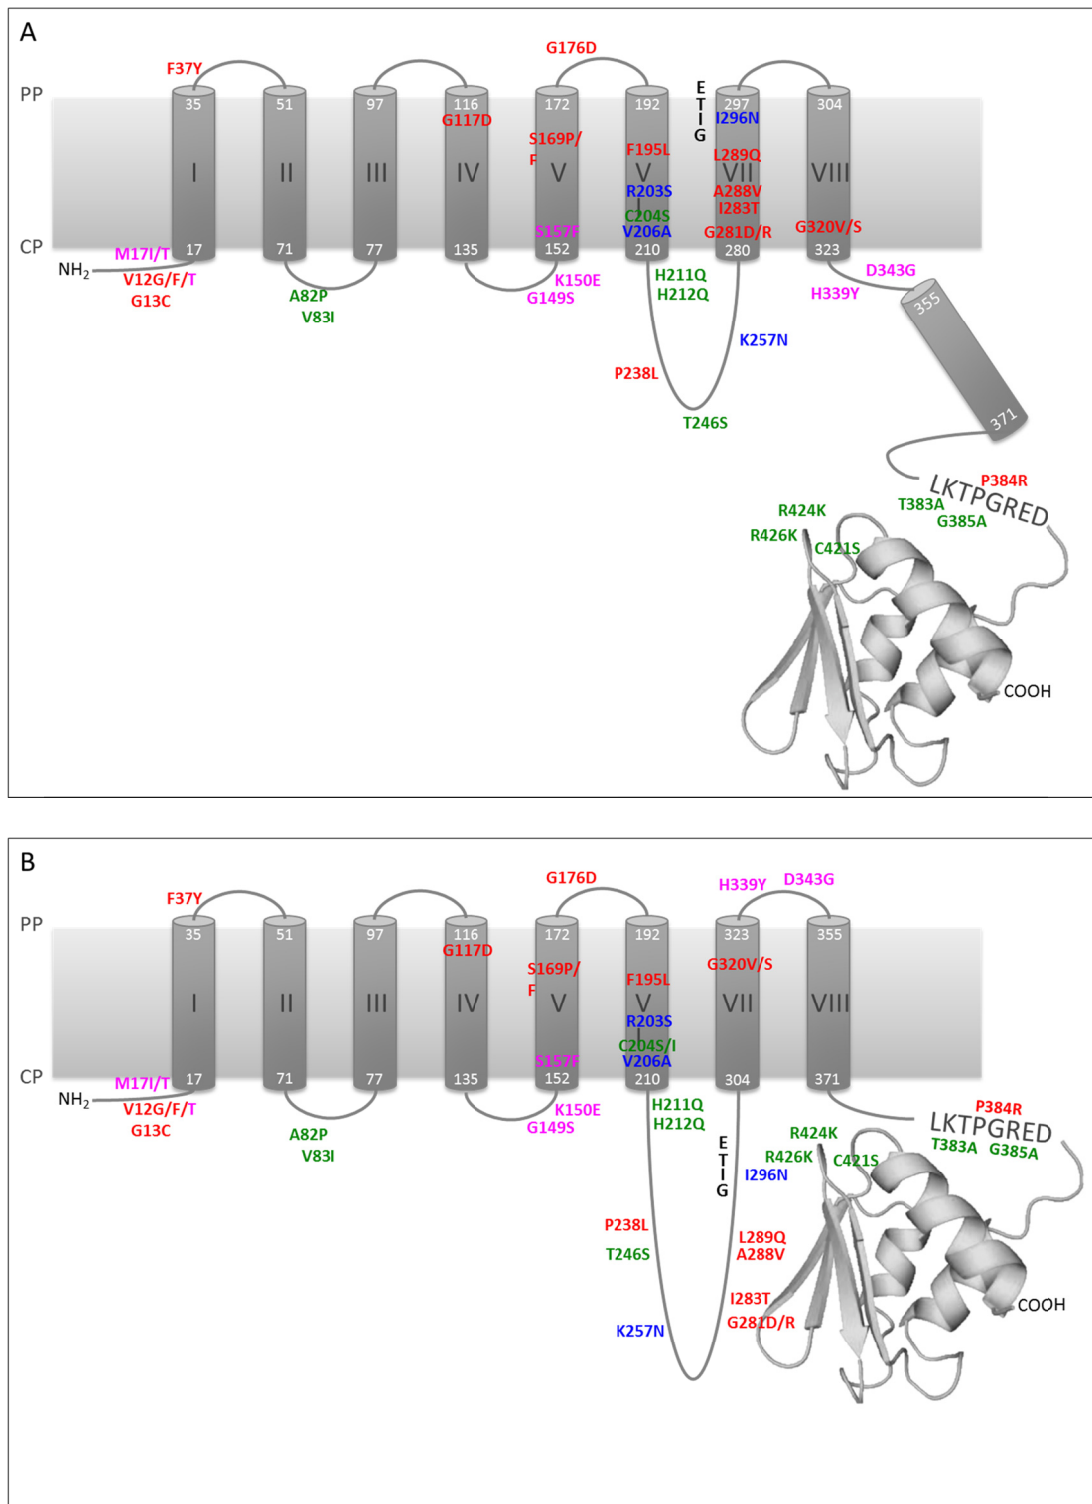 A
G176D
F37Y
PP
35
51
97
116
172
192
E
T
I
G
297
304
I296N
G117D
S169P/
F
F195L
L289Q
I
II
III
IV
V
V
I
VII
VIII
R203S
A288V
C204S
I283T
S157F
V206A
G281D/R
G320V/S
CP
M17I/T
17
71
77
135
152
210
280
323
NH2
V12G/F/T
G13C
A82P
V83I
K150E
G149S
H211Q
H212Q
D343G
H339Y
355
K257N
P238L
T246S
371
P384R
LKTPGRED
T383A
G385A
R424K
R426K
C421S
COOH
B
G176D
H339Y
D343G
F37Y
PP
35
51
97
116
172
192
323
355
G117D
S169P/
F
F195L
G320V/S
I
II
III
IV
V
V
I
VII
VIII
R203S
C204S/I
S157F
V206A
CP
M17I/T
17
71
77
135
152
210
304
371
NH2
V12G/F/T
G13C
A82P
V83I
K150E
G149S
H211Q
H212Q
P384R
LKTPGRED
T383A
G385A
E
T
I
G
R424K
R426K
C421S
I296N
P238L
T246S
L289Q
A288V
I283T
G281D/R
K257N
COOH